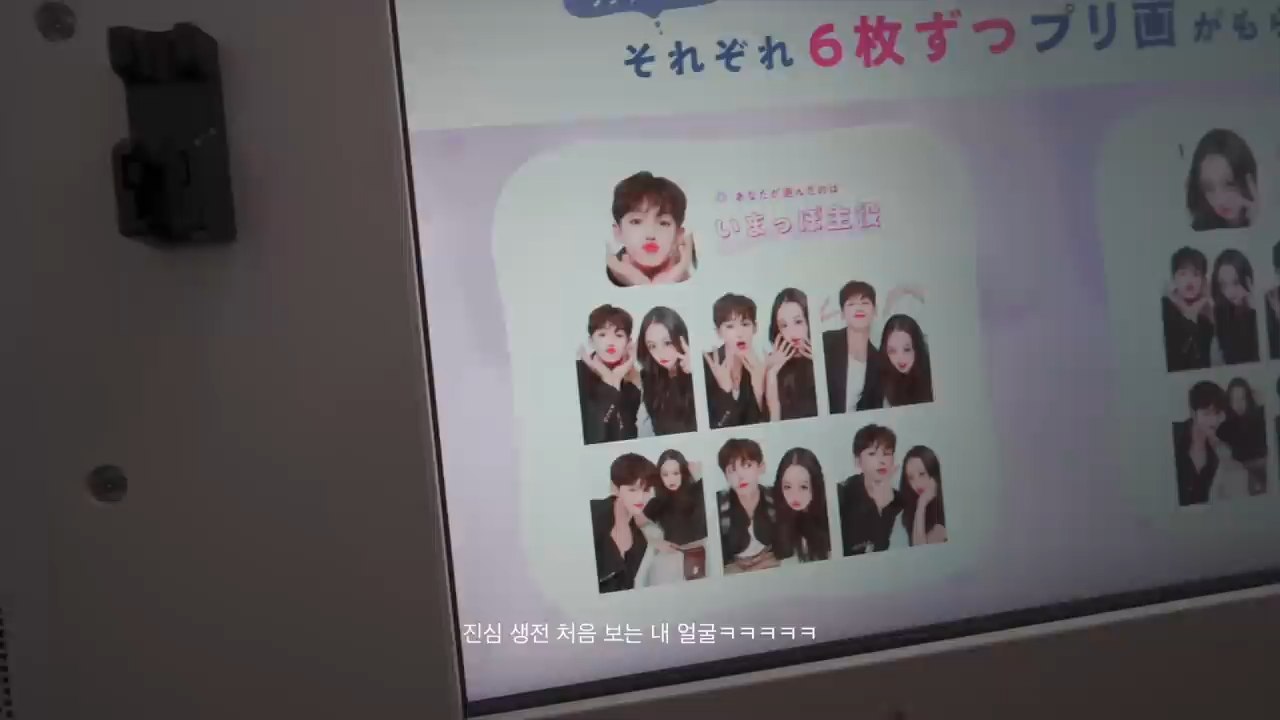 それぞれ6枚ずつプリ画がも
あなたが選んだのは
いまっぽ主役
진심 생전 처음 보는 내 얼굴ㅋㅋㅋㅋㅋ